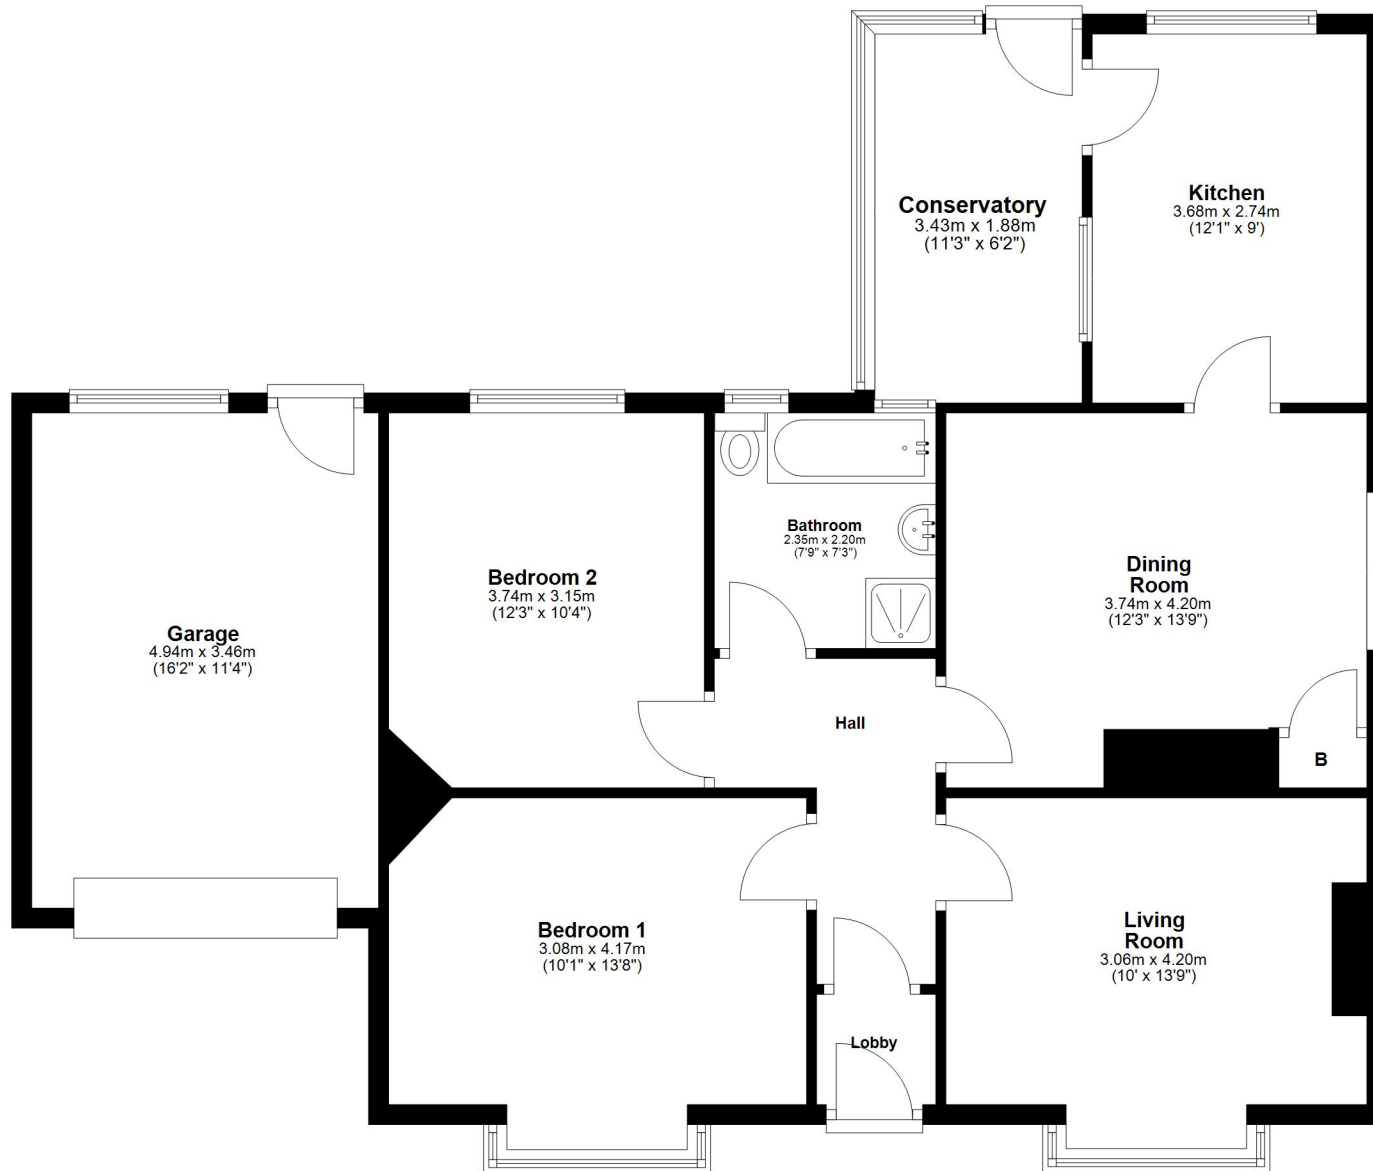 Conservatory
3.43m x 1.88m
(11'3" x 6'2")
Kitchen
3.68m x 2.74m
(12'1" x 9')
Bathroom
2.35m x 2.20m
(7'9" x 7'3")
Bedroom 2
3.74m x 3.15m
(12'3" x 10'4")
Dining
Room
3.74m x 4.20m
(12'3" x 13'9")
Garage
4.94m x 3.46m
(16'2" x 11'4")
Hall
B
Bedroom 1
3.08m x 4.17m
(10'1" x 13'8")
Living
Room
3.06m x 4.20m
(10' x 13'9")
Lobby